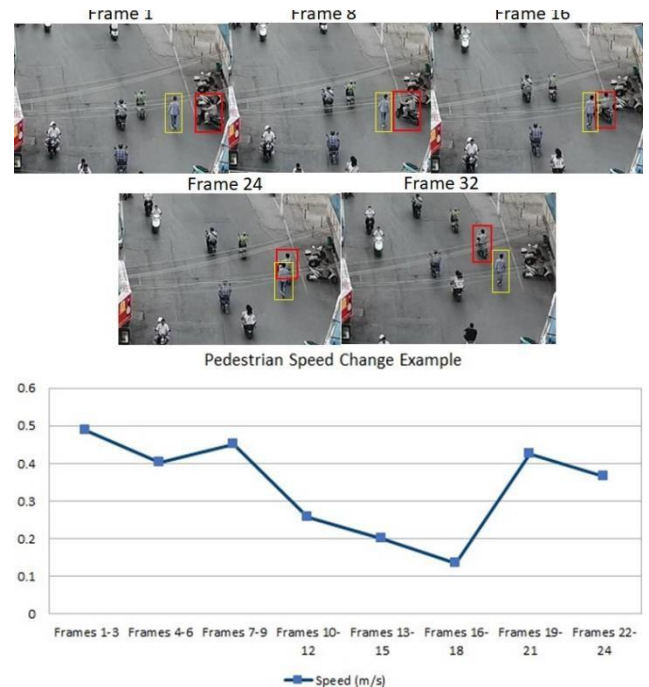 Frame 1
Frame 8
Frame 16
Frame 24
Frame 32
Pedestrian Speed Change Example
0.6
0.5
0.4
0.3
0.2
0.1
0
Frames 1-3 Frames 4-6 Frames 7-9 Frames 10- Frames 13- Frames 16- Frames 19- Frames 22-
12 15 18 21 24
Speed (m/s)